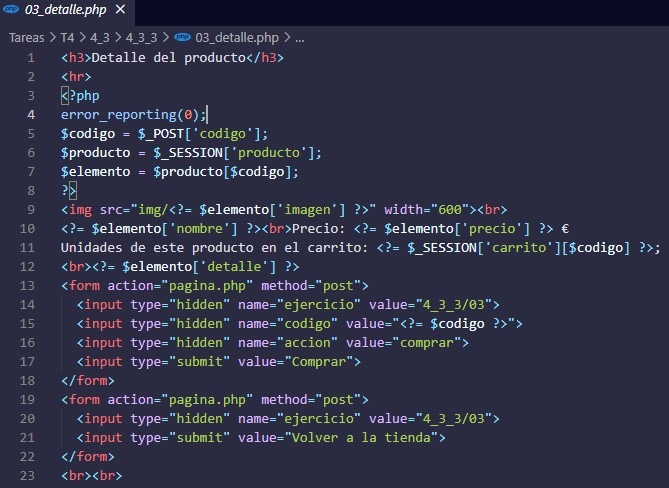 php 03_detalle.php ×
Tareas > T4 > 4_3 > 4_3_3 > php 03_detalle.php > ...
1 <h3>Detalle del producto</h3>
2 <hr>
3 <?php
4 error_reporting(0);
5 $codigo = $_POST['codigo'];
6 $producto = $_SESSION['producto'];
7 $elemento = $producto[$codigo];
8 ?>
9 <img src="img/<?= $elemento['imagen'] ?>" width="600"><br>
10 <?= $elemento['nombre'] ?><br>Precio: <?= $elemento['precio'] ?> €
11 Unidades de este producto en el carrito: <?= $_SESSION['carrito'][$codigo] ?>;
12 <br><?= $elemento['detalle'] ?>
13 <form action="pagina.php" method="post">
14 <input type="hidden" name="ejercicio" value="4_3_3/03">
15 <input type="hidden" name="codigo" value="<?= $codigo ?>">
16 <input type="hidden" name="accion" value="comprar">
17 <input type="submit" value="Comprar">
18 </form>
19 <form action="pagina.php" method="post">
20 <input type="hidden" name="ejercicio" value="4_3_3/03">
21 <input type="submit" value="Volver a la tienda">
22 </form>
23 <br><br>